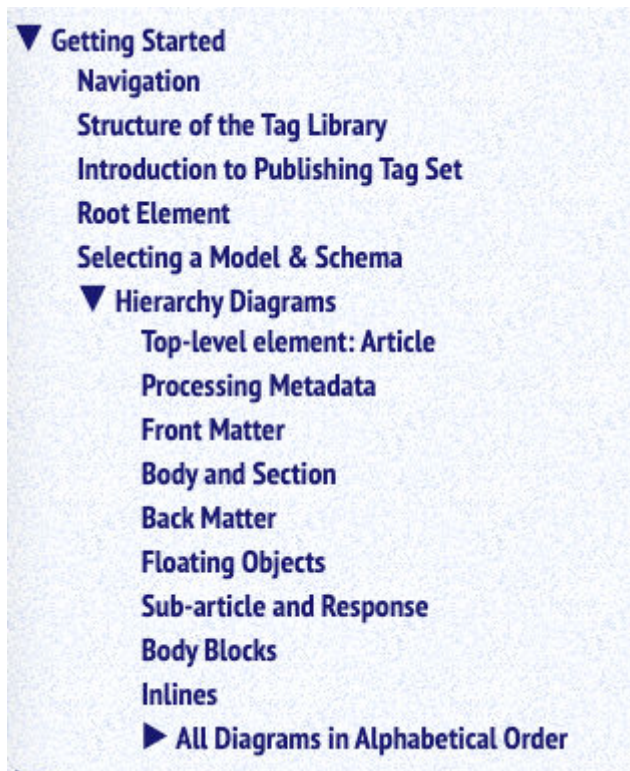 ▼ Getting Started
Navigation
Structure of the Tag Library
Introduction to Publishing Tag Set
Root Element
Selecting a Model & Schema
▼ Hierarchy Diagrams
Top-level element: Article
Processing Metadata
Front Matter
Body and Section
Back Matter
Floating Objects
Sub-article and Response
Body Blocks
Inlines
▶ All Diagrams in Alphabetical Order